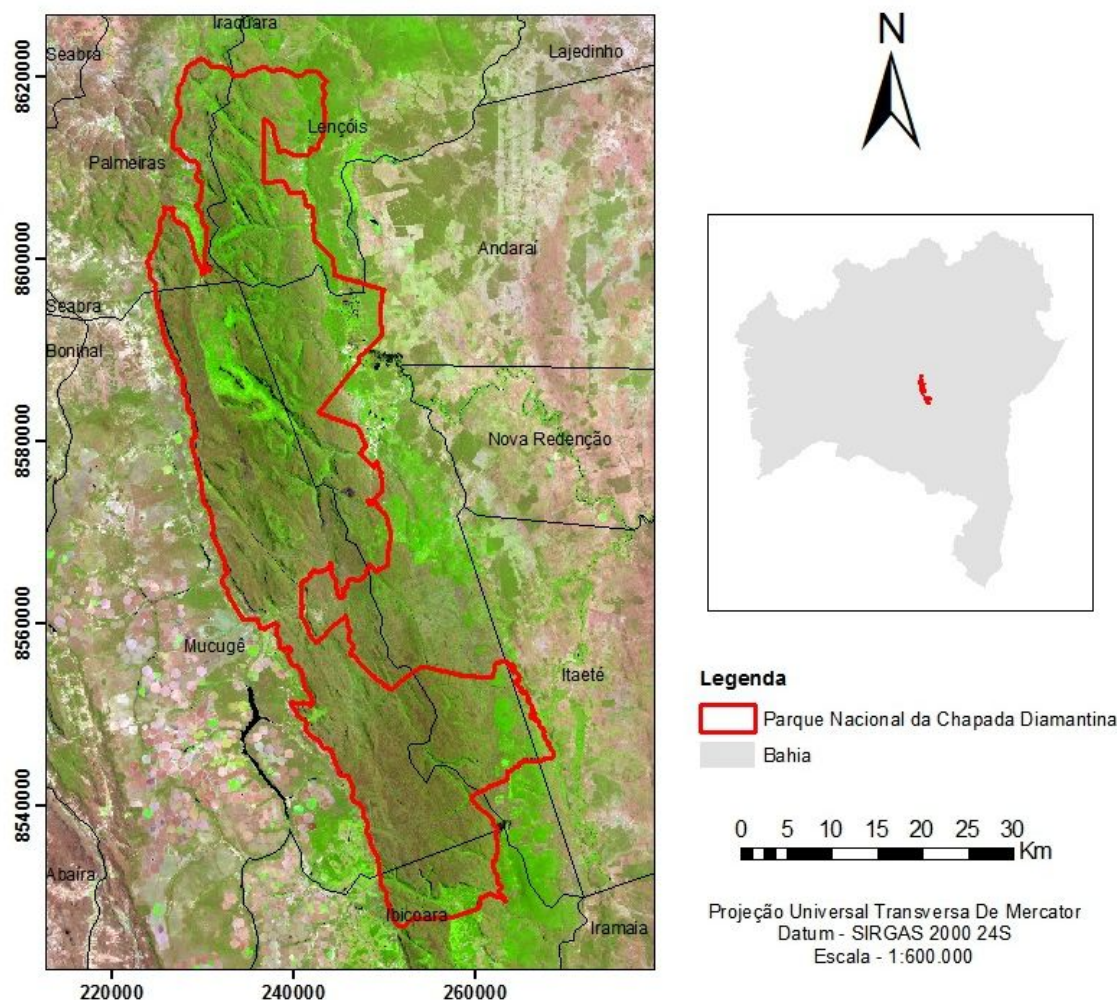 Iraquara
Seabra
Lajedinho
Lençóis
Palmeiras
Andaraí
Seabra
Boninal
Nova Redenção
Mucugê
Itaeté
Abaíra
Ibicoara
Iramaia
8620000
8600000
8580000
8560000
8540000
220000 240000 260000
N
Legenda
Parque Nacional da Chapada Diamantina
Bahia
0 5 10 15 20 25 30
Km
Projeção Universal Transversa De Mercator
Datum - SIRGAS 2000 24S
Escala - 1:600.000